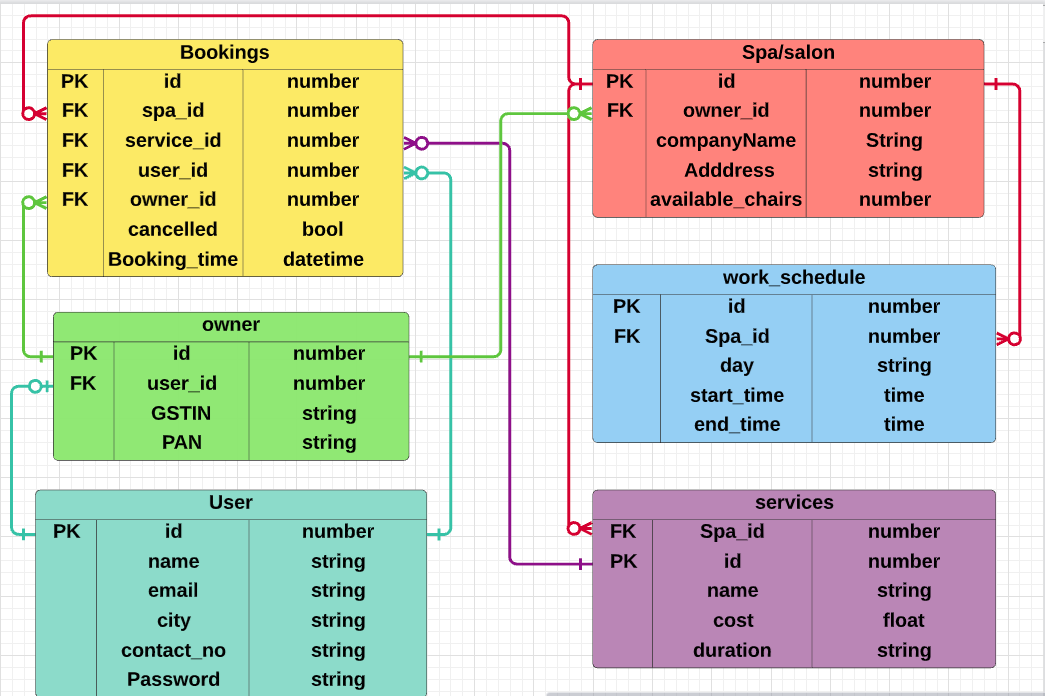 Bookings
PK id number
FK spa_id number
FK service_id number
FK user_id number
FK owner_id number
cancelled bool
Booking_time datetime
owner
PK id number
FK user_id number
GSTIN string
PAN string
User
PK id number
name string
email string
city string
contact_no string
Password string
Spa/salon
PK id number
FK owner_id number
companyName String
Adddress string
available_chairs number
work_schedule
PK id number
FK Spa_id number
day string
start_time time
end_time time
services
FK Spa_id number
PK id number
name string
cost float
duration string